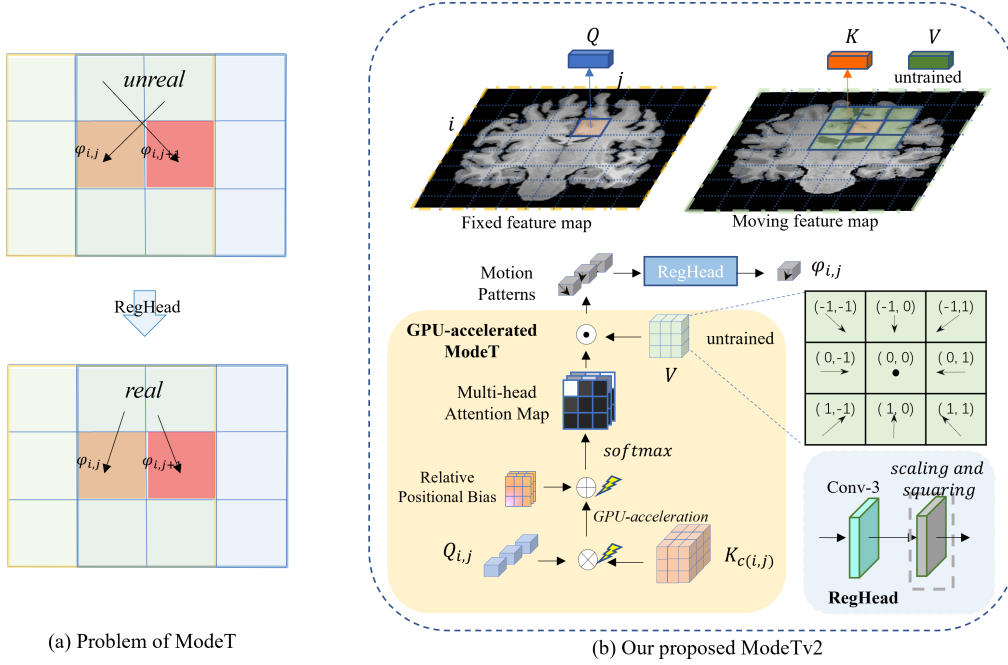 unreal
φi,j
φi,j+1
RegHead
real
φi,j
φi,j+1
(a) Problem of ModeT
Q
K
V
untrained
j
i
Fixed feature map
Moving feature map
Motion
Patterns
RegHead
φi,j
GPU-accelerated
ModeT
V
untrained
Multi-head
Attention Map
softmax
Relative
Positional Bias
GPU-acceleration
Qi,j
Kc(i,j)
(-1,-1)
(-1, 0)
(-1,1)
( 0,-1)
( 0, 0)
( 0, 1)
( 1,-1)
( 1, 0)
( 1, 1)
scaling and
squaring
Conv-3
RegHead
(b) Our proposed ModeTv2